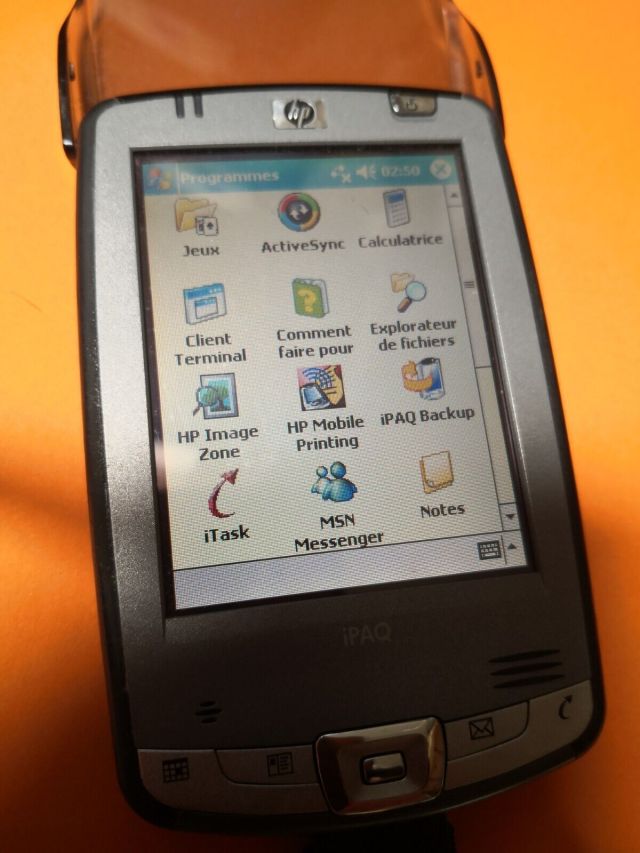 hp
Programmes 02:50
Jeux ActiveSync Calculatrice
Client Comment Explorateur
Terminal faire pour de fichiers
HP Image HP Mobile iPAQ Backup
Zone Printing
iTask MSN Notes
Messenger
iPAQ